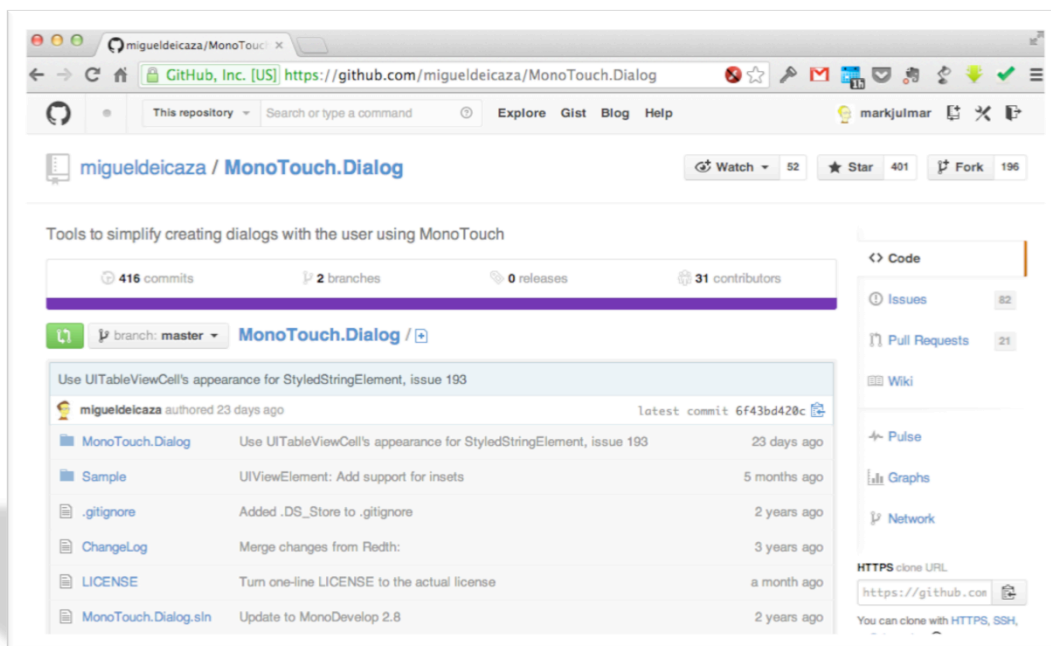 migueldeicaza/MonoTouc
GitHub, Inc. [US] https://github.com/migueldeicaza/MonoTouch.Dialog
1h
This repository
Search or type a command
Explore Gist Blog Help
markjulmar
migueldeicaza / MonoTouch.Dialog
Watch 52
Star 401
Fork 196
Tools to simplify creating dialogs with the user using MonoTouch
416 commits
2 branches
0 releases
31 contributors
branch: master
MonoTouch.Dialog /
Use UITableViewCell's appearance for StyledStringElement, issue 193
migueldeicaza authored 23 days ago
latest commit 6f43bd420c
MonoTouch.Dialog Use UITableViewCell's appearance for StyledStringElement, issue 193 23 days ago
Sample UIViewElement: Add support for insets 5 months ago
.gitignore Added .DS_Store to .gitignore 2 years ago
ChangeLog Merge changes from Redth: 3 years ago
LICENSE Turn one-line LICENSE to the actual license a month ago
MonoTouch.Dialog.sln Update to MonoDevelop 2.8 2 years ago
Code
Issues 82
Pull Requests 21
Wiki
Pulse
Graphs
Network
HTTPS clone URL
https://github.com
You can clone with HTTPS, SSH,